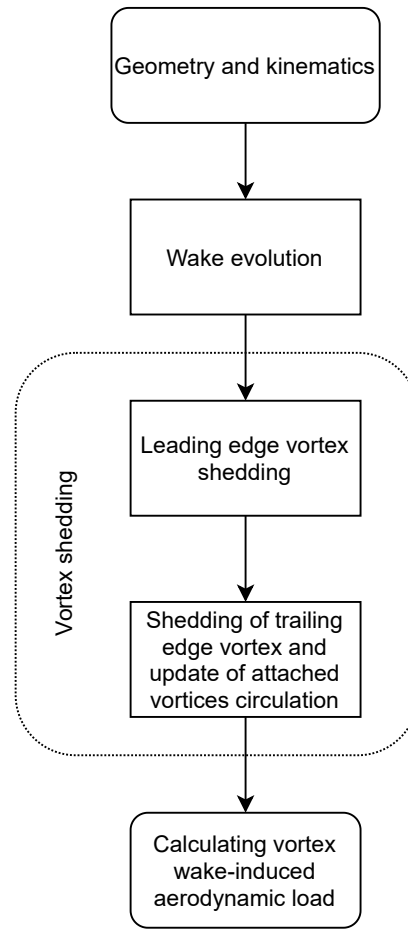 Geometry and kinematics
Wake evolution
Vortex shedding
Leading edge vortex
shedding
Shedding of trailing
edge vortex and
update of attached
vortices circulation
Calculating vortex
wake-induced
aerodynamic load